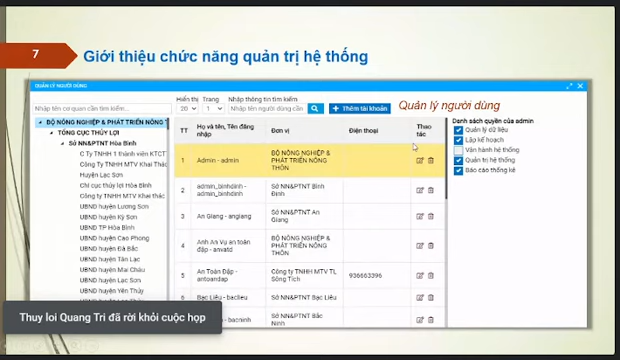 7
Giới thiệu chức năng quản trị hệ thống
QUẢN LÝ NGƯỜI DÙNG
Nhập tên cơ quan cần tìm kiếm...
Hiển thị
Trang
Nhập thông tin tìm kiếm
20
1
Nhập tên người dùng cần
Thêm tài khoản
Quản lý người dùng
BỘ NÔNG NGHIỆP & PHÁT TRIỂN NÔNG T
TỔNG CỤC THỦY LỢI
Sở NN&PTNT Hòa Bình
C Ty TNHH 1 thành viên KTCT
Công Ty TNHH MTV Khai Thác
Huyện Lạc Sơn
Chi cục thủy lợi Hòa Bình
Công ty TNHH MTV Khai thác
UBND huyện Lương Sơn
UBND huyện Kỳ Sơn
UBND TP Hòa Bình
UBND huyện Cao Phong
UBND huyện Đà Bắc
UBND huyện Tân Lạc
UBND huyện Mai Châu
UBND huyện Lạc Sơn
UBND huyện Yên Thủy
TT
Họ và tên, Tên đăng nhập
Đơn vị
Điện thoại
Thao tác
1
Admin - admin
BỘ NÔNG NGHIỆP &
PHÁT TRIỂN NÔNG
THÔN
2
admin_binhdinh -
admin_binhdinh
Sở NN&PTNT Bình
Định
3
An Giang - angiang
Sở NN&PTNT An
Giang
4
Anh An Vụ an toàn
đập - anvatd
BỘ NÔNG NGHIỆP &
PHÁT TRIỂN NÔNG
THÔN
5
An Toàn Đập -
antoandap
Công ty TNHH MTV TL
Sông Tích
936663396
6
Bạc Liêu - baclieu
Sở NN&PTNT Bạc Liêu
- bacninh
Sở NN&PTNT Bắc
Ninh
Danh sách quyền của admin
Quản lý dữ liệu
Lập kế hoạch
Vận hành hệ thống
Quản trị hệ thống
Báo cáo thống kê
Thuy loi Quang Tri đã rời khỏi cuộc họp